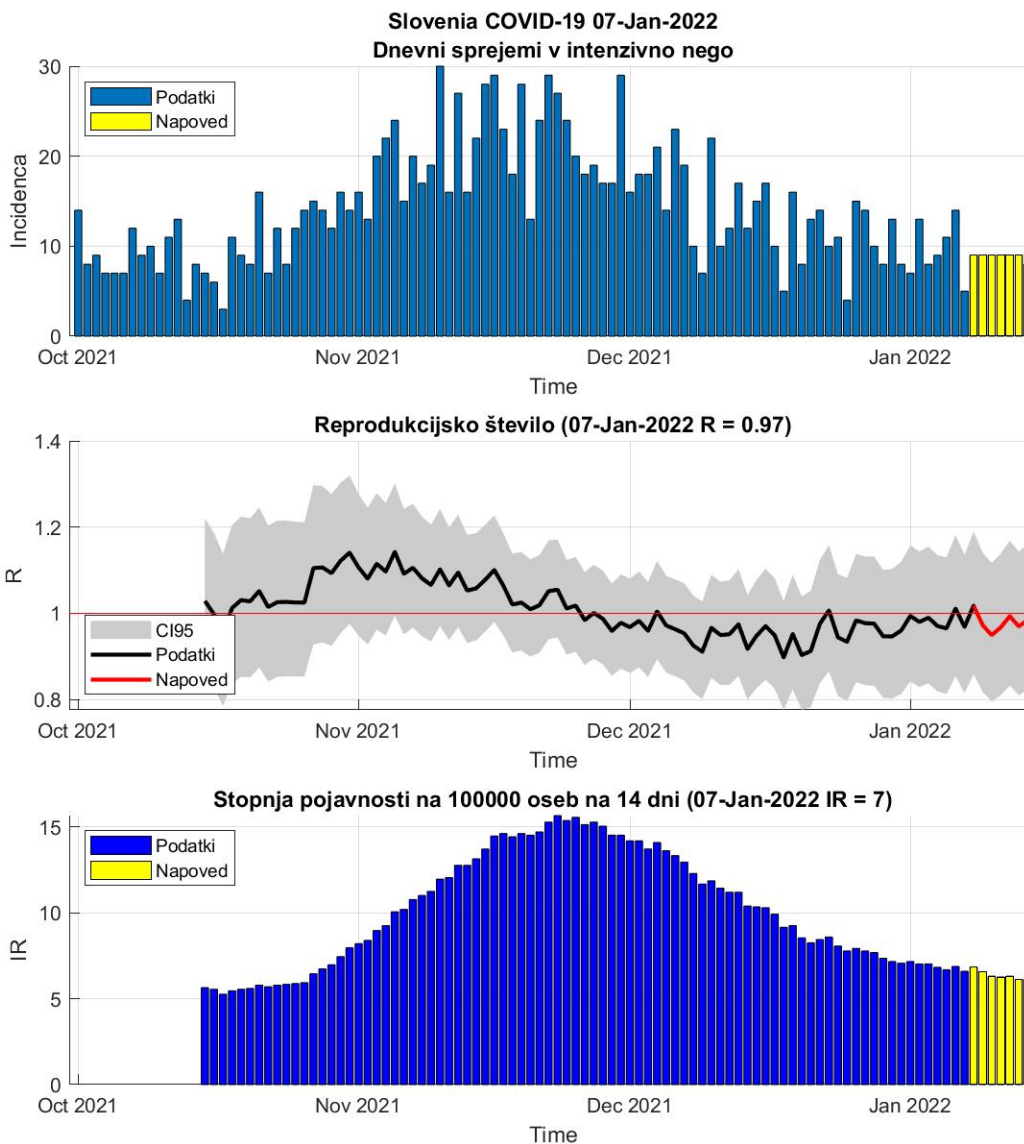 Slovenia COVID-19 07-Jan-2022
Dnevni sprejemi v intenzivno nego
30
20
10
0
Incidenca
Podatki
Napoved
Oct 2021 Nov 2021 Dec 2021 Jan 2022
Time
Reprodukcijsko število (07-Jan-2022 R = 0.97)
1.4
1.2
1
0.8
R
CI95
Podatki
Napoved
Oct 2021 Nov 2021 Dec 2021 Jan 2022
Time
Stopnja pojavnosti na 100000 oseb na 14 dni (07-Jan-2022 IR = 7)
15
10
5
0
IR
Podatki
Napoved
Oct 2021 Nov 2021 Dec 2021 Jan 2022
Time